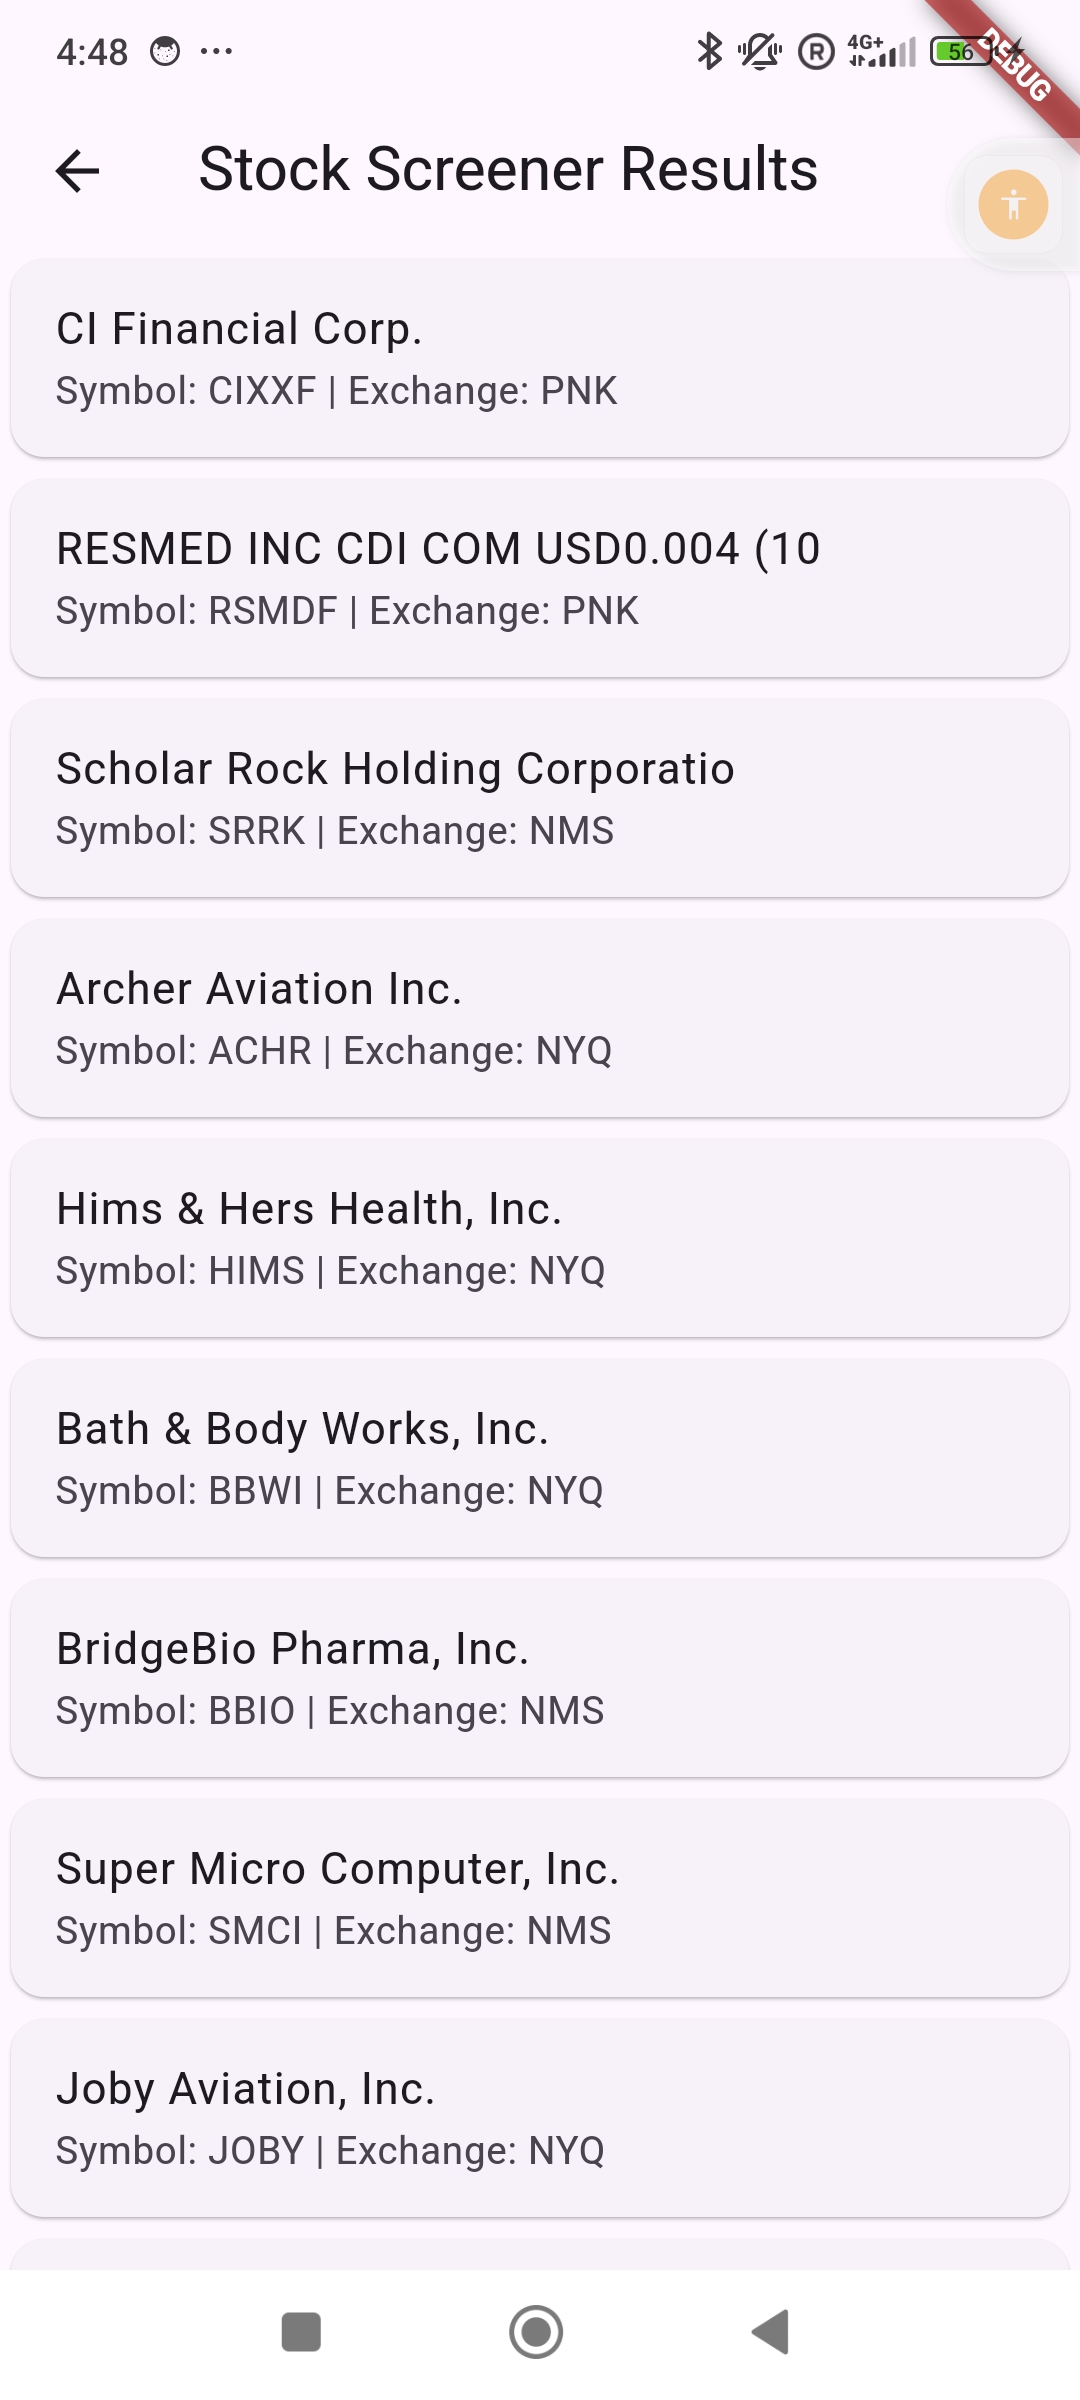 4:48
4G+
56
DEBUG
Stock Screener Results
CI Financial Corp.
Symbol: CIXXF | Exchange: PNK
RESMED INC CDI COM USD0.004 (10
Symbol: RSMDF | Exchange: PNK
Scholar Rock Holding Corporatio
Symbol: SRRK | Exchange: NMS
Archer Aviation Inc.
Symbol: ACHR | Exchange: NYQ
Hims & Hers Health, Inc.
Symbol: HIMS | Exchange: NYQ
Bath & Body Works, Inc.
Symbol: BBWI | Exchange: NYQ
BridgeBio Pharma, Inc.
Symbol: BBIO | Exchange: NMS
Super Micro Computer, Inc.
Symbol: SMCI | Exchange: NMS
Joby Aviation, Inc.
Symbol: JOBY | Exchange: NYQ